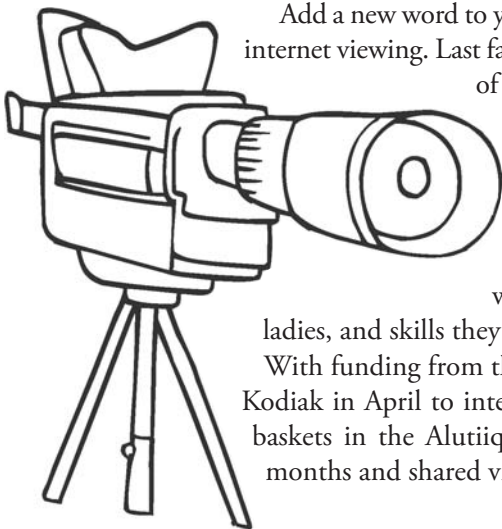 Add a new word to y
internet viewing. Last fa
of
w
ladies, and skills they
With funding from th
Kodiak in April to inte
baskets in the Alutiiq
months and shared v